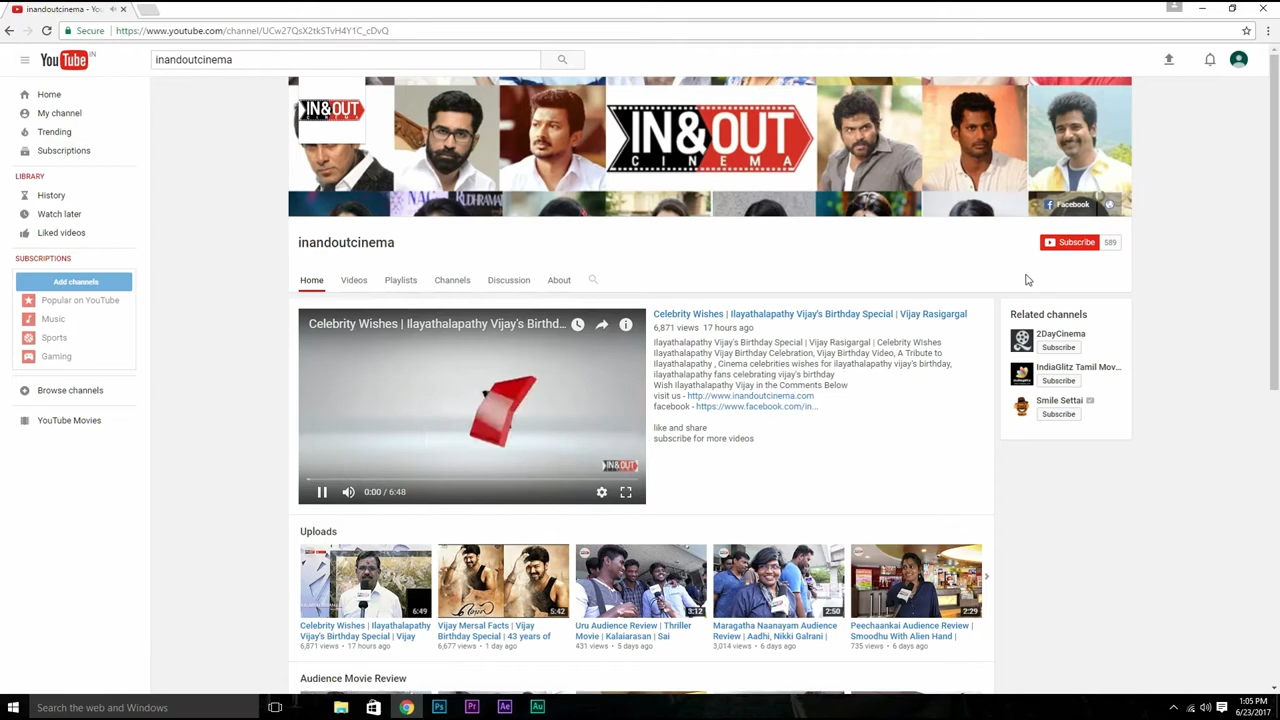 inandoutcinema - You
Secure
https://www.youtube.com/channel/UCw27QsX2tkSTvH4Y1C_cDvQ
YouTube IN
inandoutcinema
Home
My channel
Trending
Subscriptions
LIBRARY
History
Watch later
Liked videos
SUBSCRIPTIONS
Add channels
Popular on YouTube
Music
Sports
Gaming
Browse channels
YouTube Movies
IN&OUT
IN&OUT
CINEMA
RUDHRAMA
Facebook
inandoutcinema
Subscribe 589
Home Videos Playlists Channels Discussion About
Celebrity Wishes | Ilayathalapathy Vijay's Birthd...
IN&OUT
0:00 / 6:48
Celebrity Wishes | Ilayathalapathy Vijay's Birthday Special | Vijay Rasigargal
6,871 views 17 hours ago
Ilayathalapathy Vijay's Birthday Special | Vijay Rasigargal | Celebrity WIshes
Ilayathalapathy Vijay Birthday Celebration, Vijay Birthday Video, A Tribute to
Ilayathalapathy , Cinema celebrities wishes for ilayathalapathy vijay's birthday,
ilayathalapathy fans celebrating vijay's birthday
Wish Ilayathalapathy Vijay in the Comments Below
visit us - http://www.inandoutcinema.com
facebook - https://www.facebook.com/in...
like and share
subscribe for more videos
Related channels
2DayCinema
Subscribe
IndiaGlitz Tamil Mov...
Subscribe
Smile Settai
Subscribe
Uploads
6:49
Celebrity Wishes | Ilayathalapathy
Vijay's Birthday Special | Vijay
6,871 views • 17 hours ago
5:42
Vijay Mersal Facts | Vijay
Birthday Special | 43 years of
6,677 views • 1 day ago
3:12
Uru Audience Review | Thriller
Movie | Kalaiarasan | Sai
431 views • 5 days ago
2:50
Maragatha Naanayam Audience
Review | Aadhi, Nikki Galrani |
3,014 views • 6 days ago
2:29
Peechaankai Audience Review |
Smoodhu With Alien Hand |
735 views • 6 days ago
Audience Movie Review
Search the web and Windows
Ps Pr Ae Au
1:05 PM
6/23/2017